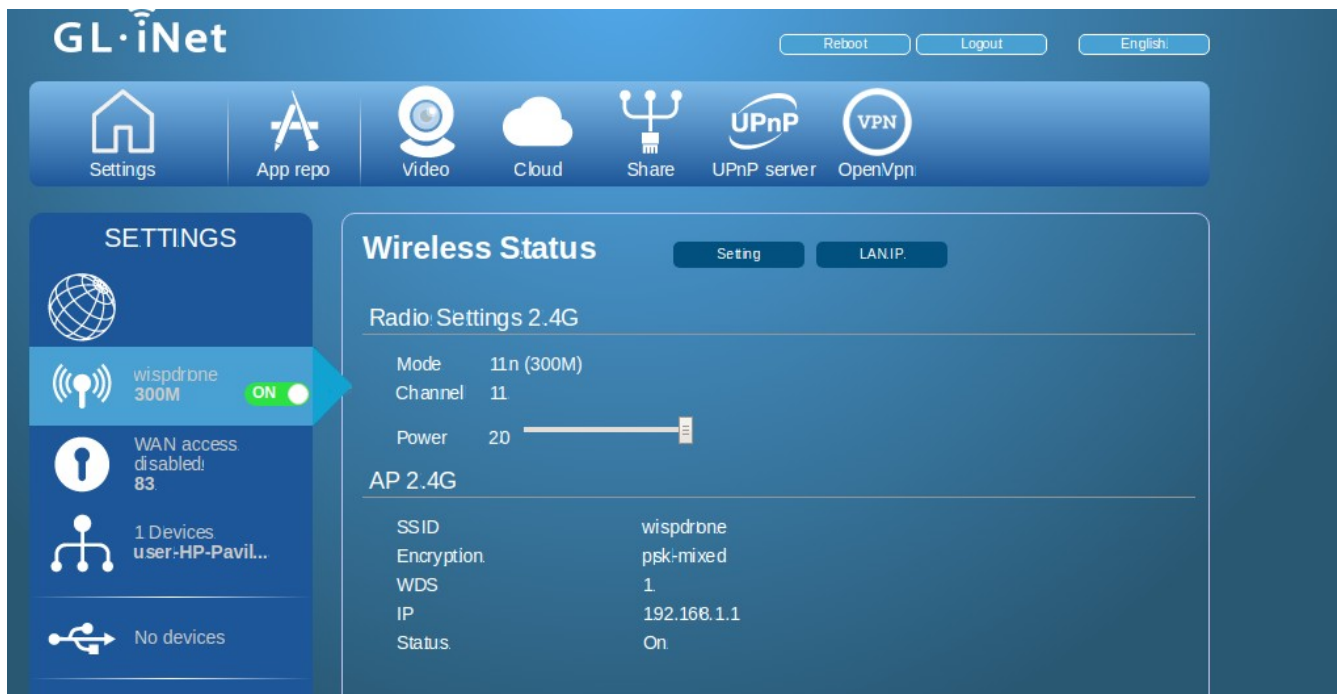 GL·iNet
Reboot Logout English
Settings App repo Video Cloud Share UPnP UPnP server VPN OpenVpn
SETTINGS
wispdrone
300M
ON
WAN access
disabled
83
1 Devices
user-HP-Pavil...
No devices
Wireless Status Setting LAN IP
Radio Settings 2.4G
Mode 11n (300M)
Channel 11
Power 20
AP 2.4G
SSID wispdrone
Encryption psk-mixed
WDS 1
IP 192.168.1.1
Status On